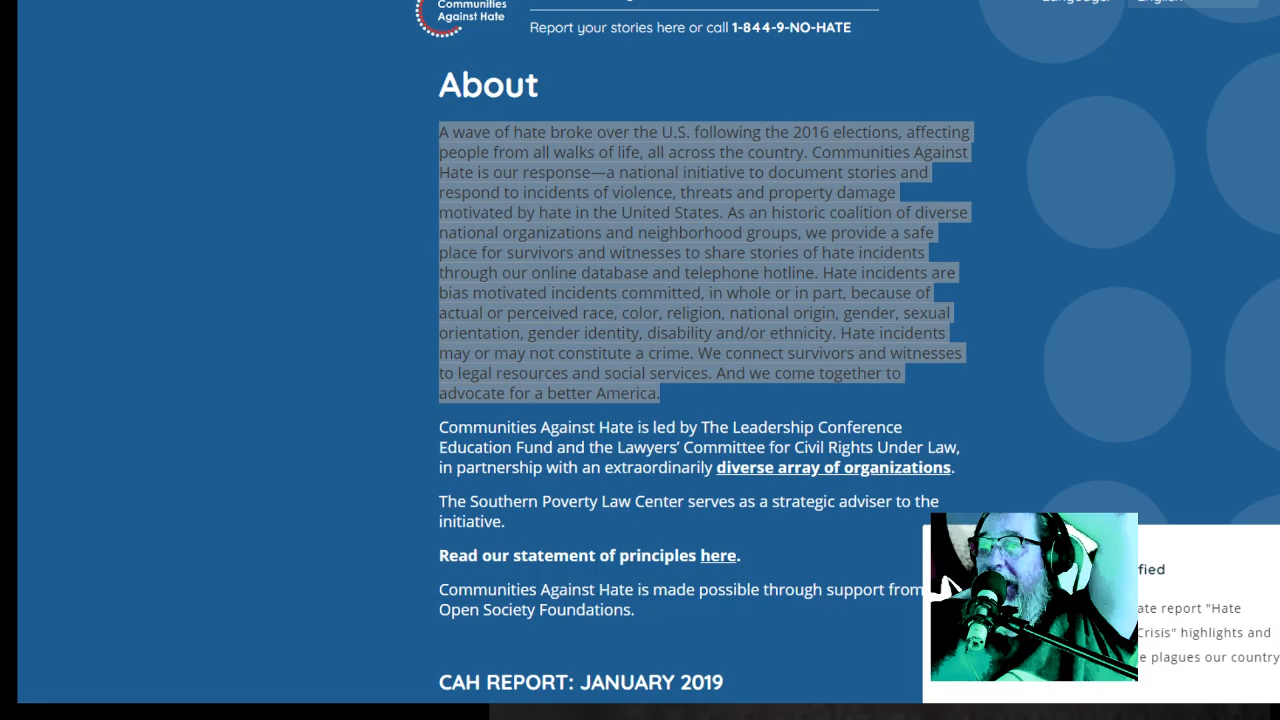 Communities
Against Hate
Report your stories here or call 1-844-9-NO-HATE
About
A wave of hate broke over the U.S. following the 2016 elections, affecting
people from all walks of life, all across the country. Communities Against
Hate is our response—a national initiative to document stories and
respond to incidents of violence, threats and property damage
motivated by hate in the United States. As an historic coalition of diverse
national organizations and neighborhood groups, we provide a safe
place for survivors and witnesses to share stories of hate incidents
through our online database and telephone hotline. Hate incidents are
bias motivated incidents committed, in whole or in part, because of
actual or perceived race, color, religion, national origin, gender, sexual
orientation, gender identity, disability and/or ethnicity. Hate incidents
may or may not constitute a crime. We connect survivors and witnesses
to legal resources and social services. And we come together to
advocate for a better America.
Communities Against Hate is led by The Leadership Conference
Education Fund and the Lawyers’ Committee for Civil Rights Under Law,
in partnership with an extraordinarily diverse array of organizations.
The Southern Poverty Law Center serves as a strategic adviser to the
initiative.
Read our statement of principles here.
Communities Against Hate is made possible through support from
Open Society Foundations.
CAH REPORT: JANUARY 2019
fied
ate report "Hate
Crisis" highlights and
e plagues our country